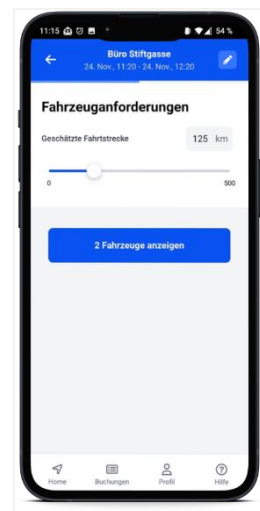 11:15 54 %
Büro Stiftgasse
24. Nov., 11:20 - 24. Nov., 12:20
Fahrzeuganforderungen
Geschätzte Fahrtstrecke 125 km
0 500
2 Fahrzeuge anzeigen
Home Buchungen Profil Hilfe